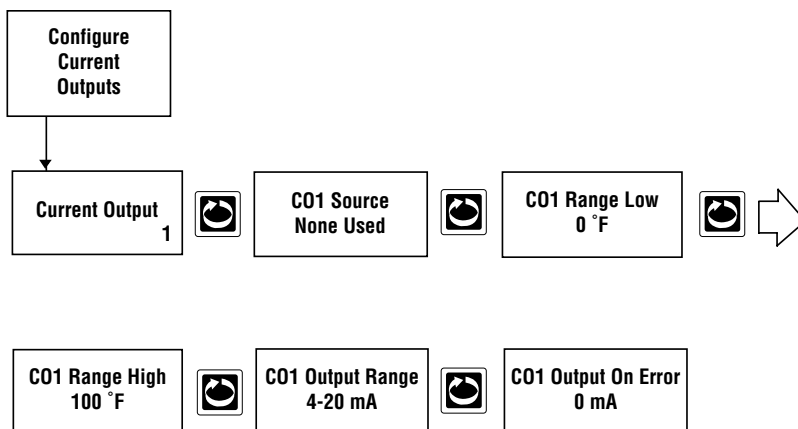 Configure
Current
Outputs
Current Output
1
CO1 Source
None Used
CO1 Range Low
0 ˚F
CO1 Range High
100 ˚F
CO1 Output Range
4-20 mA
CO1 Output On Error
0 mA